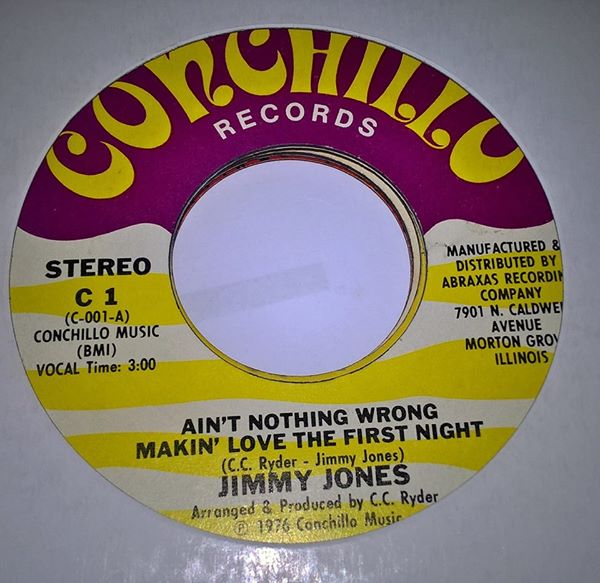 CONCHILLO
RECORDS
STEREO
C 1
(C-001-A)
CONCHILLO MUSIC
(BMI)
VOCAL Time: 3:00
MANUFACTURED &
DISTRIBUTED BY
ABRAXAS RECORDIN
COMPANY
7901 N. CALDWE
AVENUE
MORTON GROV
ILLINOIS
AIN'T NOTHING WRONG
MAKIN' LOVE THE FIRST NIGHT
(C.C. Ryder - Jimmy Jones)
JIMMY JONES
Arranged & Produced by C.C. Ryder
℗ 1976 Conchillo Music